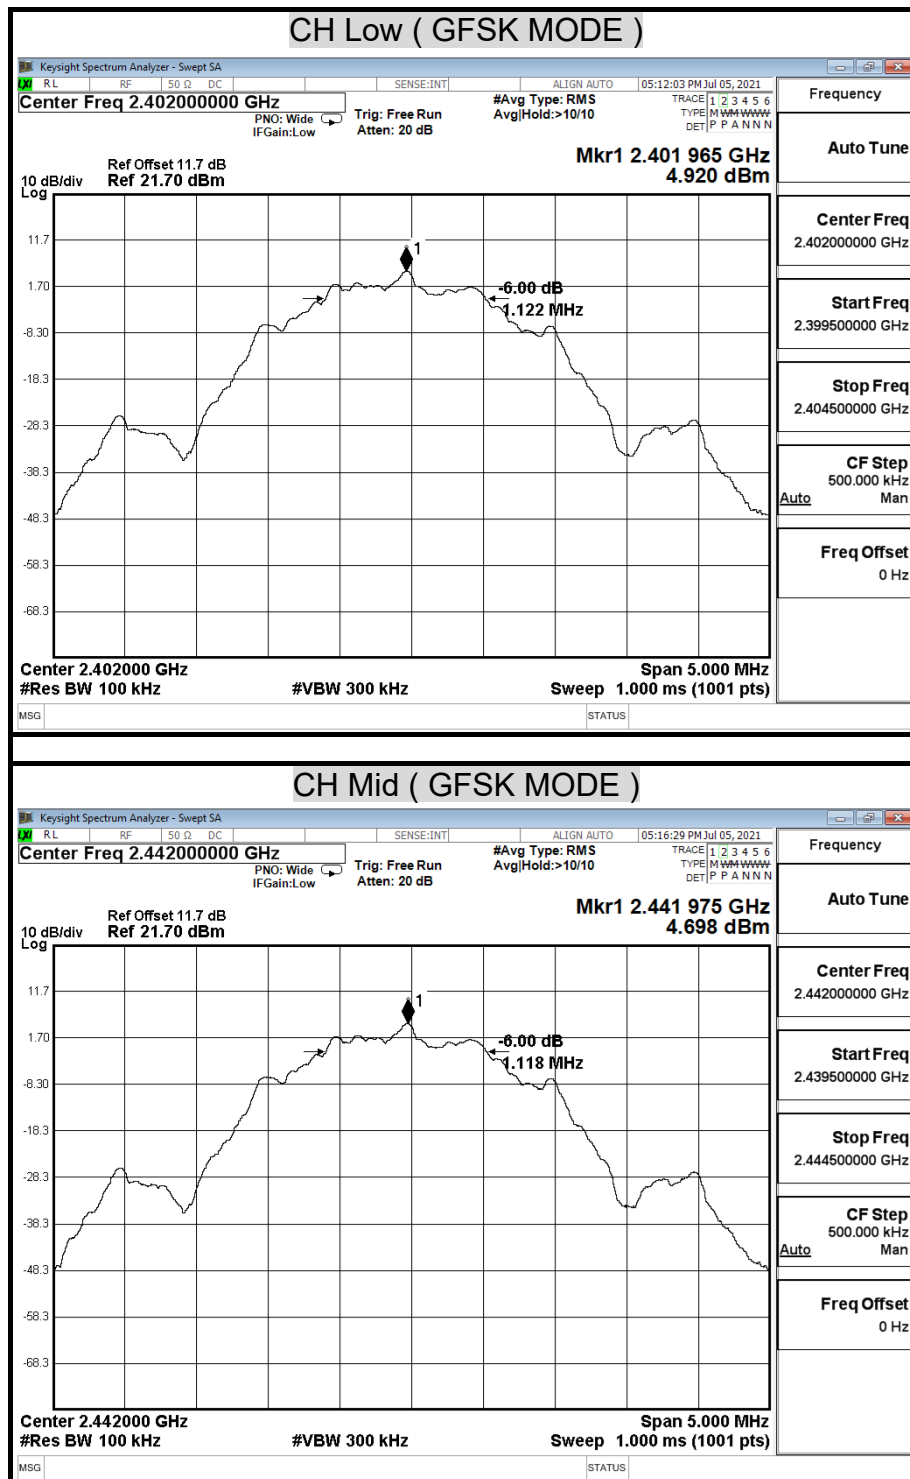 CH Low ( GFSK MODE )
Keysight Spectrum Analyzer - Swept SA
LXI RL RF 50 Ω DC SENSE:INT ALIGN AUTO 05:12:03 PM Jul 05, 2021
Center Freq 2.402000000 GHz
PNO: Wide
IFGain:Low
Trig: Free Run
Atten: 20 dB
#Avg Type: RMS
Avg|Hold:>10/10
TRACE 1 2 3 4 5 6
TYPE M WM WWWW
DET P P A N N N
Frequency
Mkr1 2.401 965 GHz
4.920 dBm
Ref Offset 11.7 dB
10 dB/div Ref 21.70 dBm
Log
11.7
1.70
-8.30
-18.3
-28.3
-38.3
-48.3
-58.3
-68.3
1
-6.00 dB
1.122 MHz
Center 2.402000 GHz Span 5.000 MHz
#Res BW 100 kHz #VBW 300 kHz Sweep 1.000 ms (1001 pts)
MSG STATUS
Auto Tune
Center Freq
2.402000000 GHz
Start Freq
2.399500000 GHz
Stop Freq
2.404500000 GHz
CF Step
500.000 kHz
Auto Man
Freq Offset
0 Hz
CH Mid ( GFSK MODE )
Keysight Spectrum Analyzer - Swept SA
LXI RL RF 50 Ω DC SENSE:INT ALIGN AUTO 05:16:29 PM Jul 05, 2021
Center Freq 2.442000000 GHz
PNO: Wide
IFGain:Low
Trig: Free Run
Atten: 20 dB
#Avg Type: RMS
Avg|Hold:>10/10
TRACE 1 2 3 4 5 6
TYPE M WM WWWW
DET P P A N N N
Frequency
Mkr1 2.441 975 GHz
4.698 dBm
Ref Offset 11.7 dB
10 dB/div Ref 21.70 dBm
Log
11.7
1.70
-8.30
-18.3
-28.3
-38.3
-48.3
-58.3
-68.3
1
-6.00 dB
1.118 MHz
Center 2.442000 GHz Span 5.000 MHz
#Res BW 100 kHz #VBW 300 kHz Sweep 1.000 ms (1001 pts)
MSG STATUS
Auto Tune
Center Freq
2.442000000 GHz
Start Freq
2.439500000 GHz
Stop Freq
2.444500000 GHz
CF Step
500.000 kHz
Auto Man
Freq Offset
0 Hz